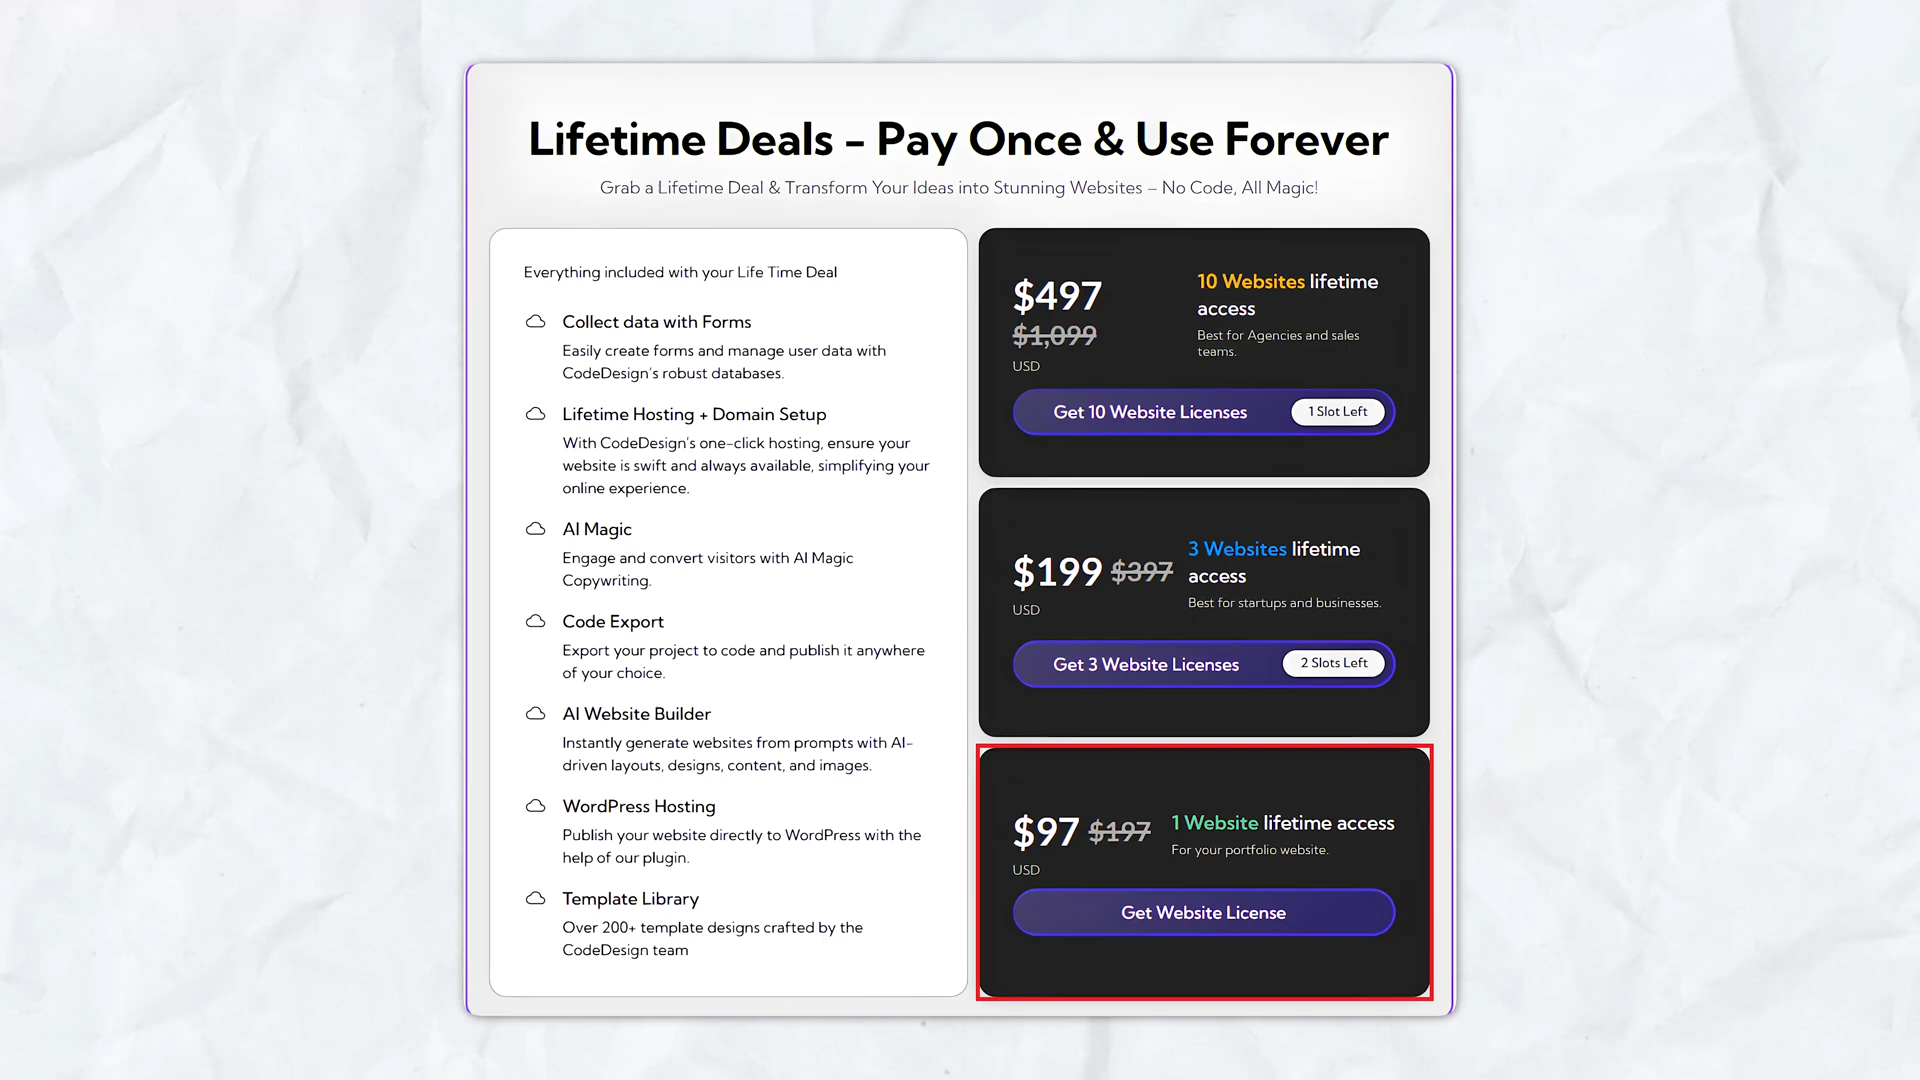 Lifetime Deals - Pay Once & Use Forever
Grab a Lifetime Deal & Transform Your Ideas into Stunning Websites – No Code, All Magic!
Everything included with your Life Time Deal
Collect data with Forms
Easily create forms and manage user data with
CodeDesign's robust databases.
Lifetime Hosting + Domain Setup
With CodeDesign's one-click hosting, ensure your
website is swift and always available, simplifying your
online experience.
AI Magic
Engage and convert visitors with AI Magic
Copywriting.
Code Export
Export your project to code and publish it anywhere
of your choice.
AI Website Builder
Instantly generate websites from prompts with AI-
driven layouts, designs, content, and images.
WordPress Hosting
Publish your website directly to WordPress with the
help of our plugin.
Template Library
Over 200+ template designs crafted by the
CodeDesign team
$497
$1,099
USD
10 Websites lifetime
access
Best for Agencies and sales
teams.
Get 10 Website Licenses 1 Slot Left
$199 $397
USD
3 Websites lifetime
access
Best for startups and businesses.
Get 3 Website Licenses 2 Slots Left
$97 $197
USD
1 Website lifetime access
For your portfolio website.
Get Website License